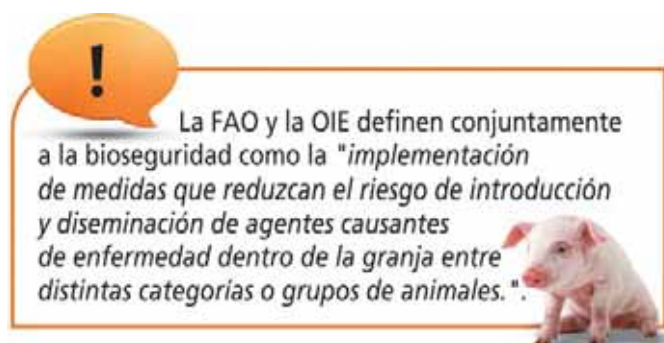 !
La FAO y la OIE definen conjuntamente
a la bioseguridad como la "implementación
de medidas que reduzcan el riesgo de introducción
y diseminación de agentes causantes
de enfermedad dentro de la granja entre
distintas categorías o grupos de animales.".